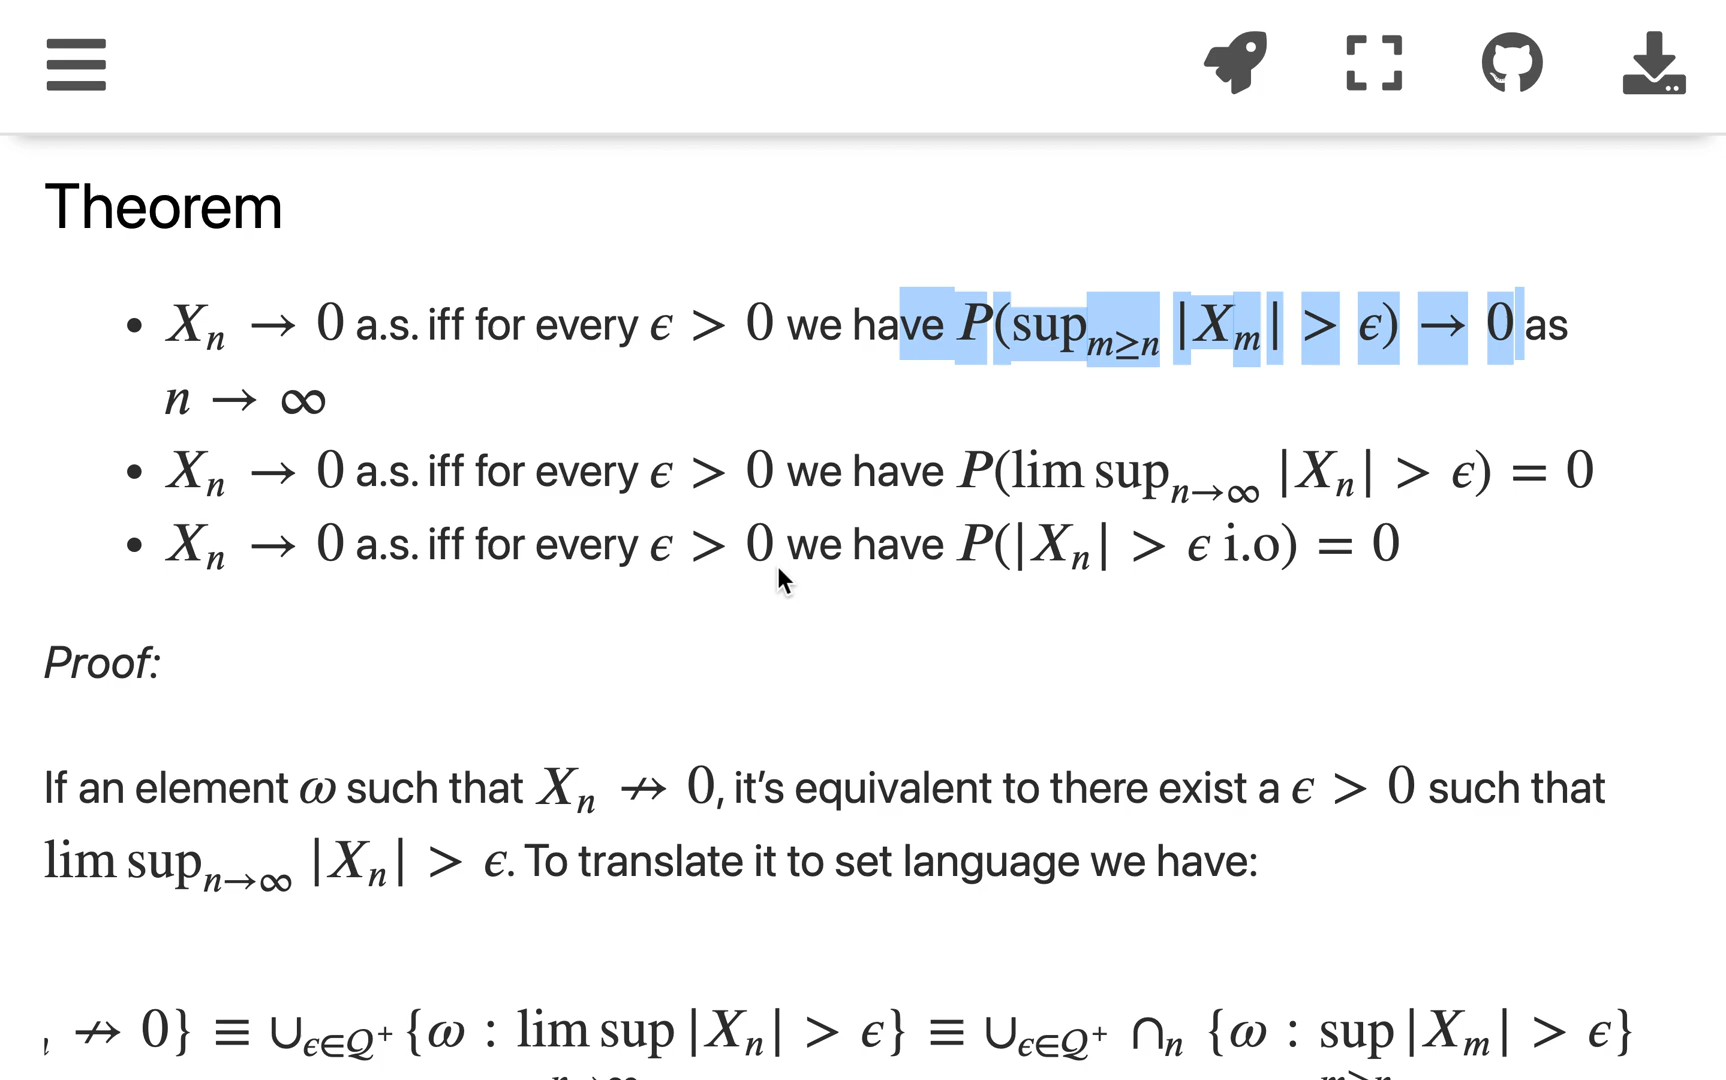 Theorem
• Xₙ → 0 a.s. iff for every ϵ > 0 we have P(supₘ≥ₙ |Xₘ| > ϵ) → 0 as
n → ∞
• Xₙ → 0 a.s. iff for every ϵ > 0 we have P(lim supₙ→∞ |Xₙ| > ϵ) = 0
• Xₙ → 0 a.s. iff for every ϵ > 0 we have P(|Xₙ| > ϵ i.o) = 0
Proof:
If an element ω such that Xₙ ↛ 0, it’s equivalent to there exist a ϵ > 0 such that
lim supₙ→∞ |Xₙ| > ϵ. To translate it to set language we have:
↛ 0} ≡ ∪ϵ∈𝒬⁺ {ω : lim sup |Xₙ| > ϵ} ≡ ∪ϵ∈𝒬⁺ ∩ₙ {ω : sup |Xₘ| > ϵ}